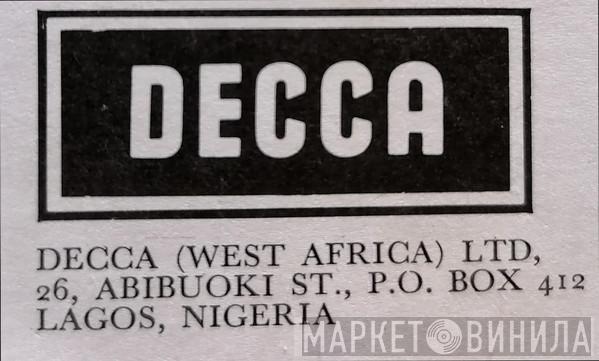 DECCA
DECCA (WEST AFRICA) LTD,
26, ABIBUOKI ST., P.O. BOX 412
LAGOS, NIGERIA
МАРКЕТ ВИНИЛА